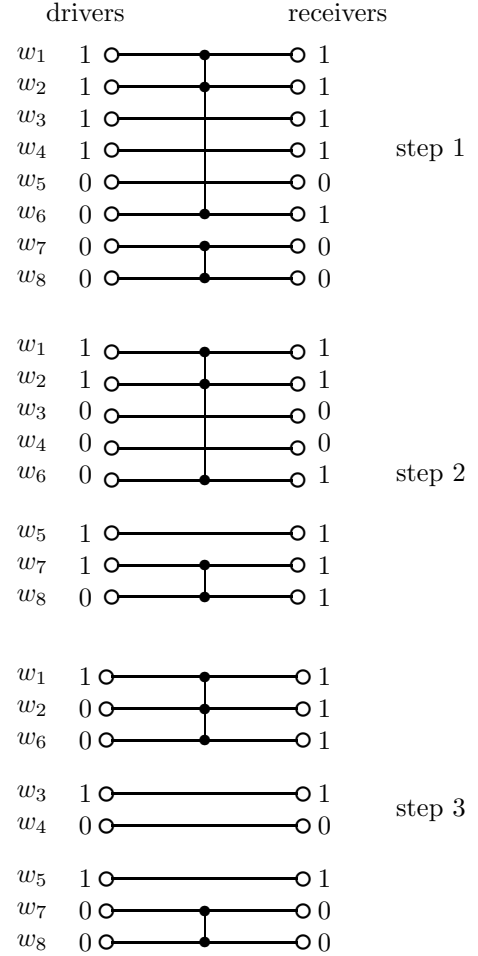 drivers receivers
w₁ 1 1
w₂ 1 1
w₃ 1 1
w₄ 1 1 step 1
w₅ 0 0
w₆ 0 1
w₇ 0 0
w₈ 0 0
w₁ 1 1
w₂ 1 1
w₃ 0 0
w₄ 0 0
w₆ 0 1 step 2
w₅ 1 1
w₇ 1 1
w₈ 0 1
w₁ 1 1
w₂ 0 1
w₆ 0 1
w₃ 1 1 step 3
w₄ 0 0
w₅ 1 1
w₇ 0 0
w₈ 0 0